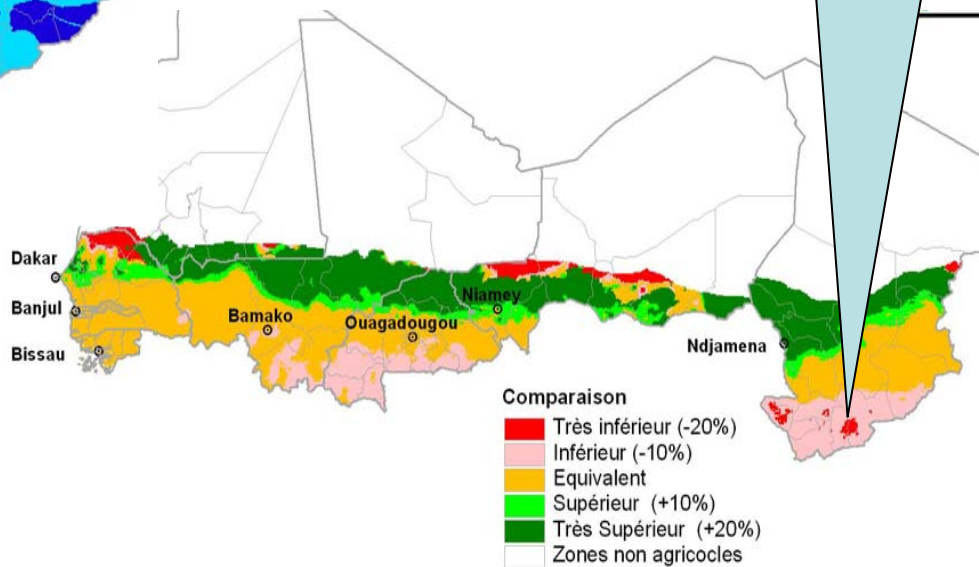 Dakar
Banjul
Bissau
Bamako
Ouagadougou
Niamey
Ndjamena
Comparaison
Très inférieur (-20%)
Inférieur (-10%)
Equivalent
Supérieur (+10%)
Très Supérieur (+20%)
Zones non agricocles